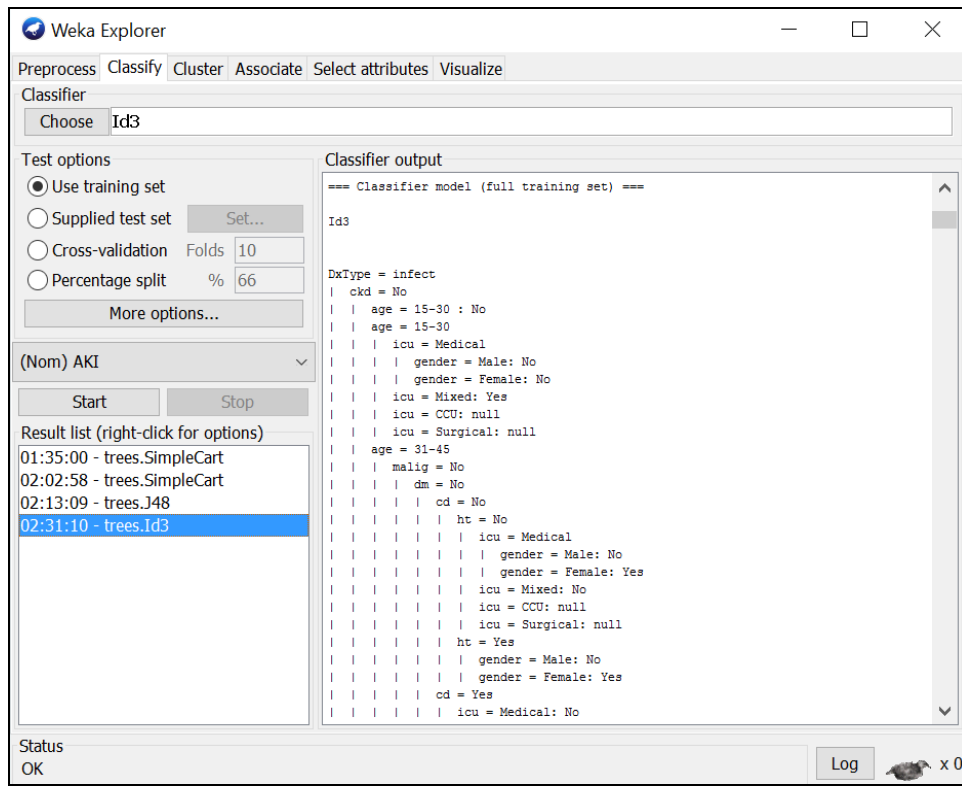 Weka Explorer
Preprocess Classify Cluster Associate Select attributes Visualize
Classifier
Choose Id3
Test options
Use training set
Supplied test set Set...
Cross-validation Folds 10
Percentage split % 66
More options...
(Nom) AKI
Start Stop
Result list (right-click for options)
01:35:00 - trees.SimpleCart
02:02:58 - trees.SimpleCart
02:13:09 - trees.J48
02:31:10 - trees.Id3
Classifier output
=== Classifier model (full training set) ===
Id3
DxType = infect
| ckd = No
| | age = 15-30 : No
| | age = 15-30
| | | icu = Medical
| | | | gender = Male: No
| | | | gender = Female: No
| | | icu = Mixed: Yes
| | | icu = CCU: null
| | | icu = Surgical: null
| | age = 31-45
| | | malig = No
| | | | dm = No
| | | | | cd = No
| | | | | | ht = No
| | | | | | | icu = Medical
| | | | | | | | gender = Male: No
| | | | | | | | gender = Female: Yes
| | | | | | | icu = Mixed: No
| | | | | | | icu = CCU: null
| | | | | | | icu = Surgical: null
| | | | | | ht = Yes
| | | | | | | gender = Male: No
| | | | | | | gender = Female: Yes
| | | | | cd = Yes
| | | | | | icu = Medical: No
Status
OK
Log x 0